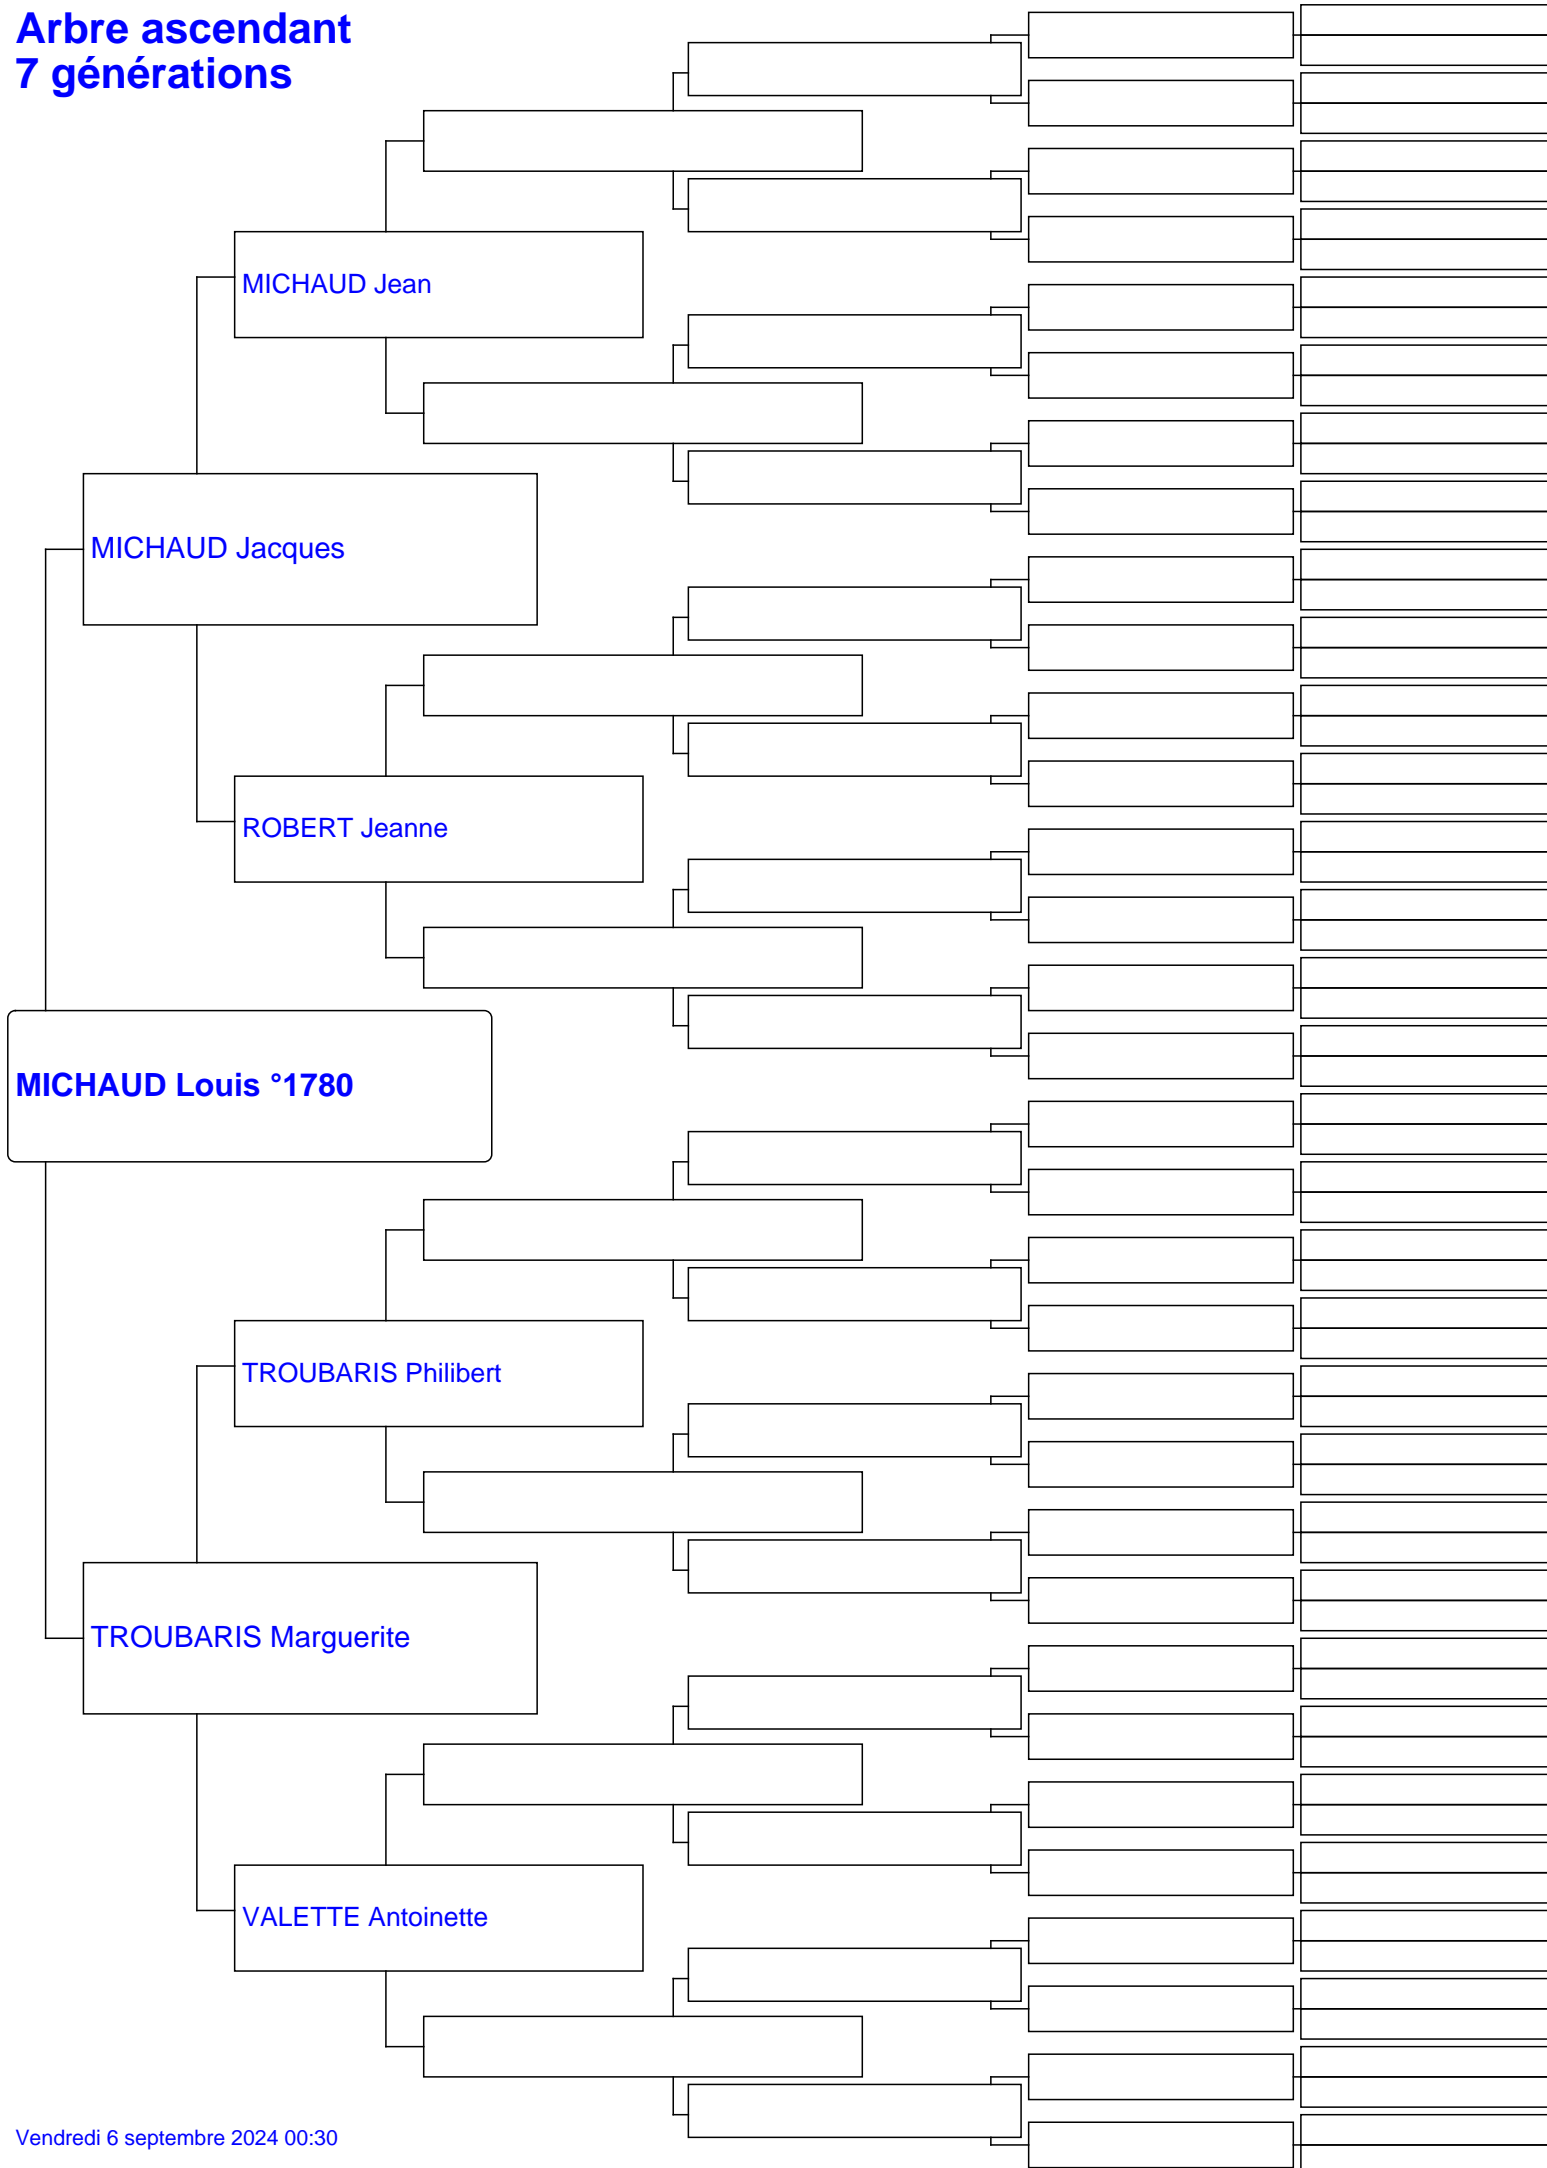 Arbre ascendant
7 générations
MICHAUD Jean
MICHAUD Jacques
ROBERT Jeanne
MICHAUD Louis °1780
TROUBARIS Philibert
TROUBARIS Marguerite
VALETTE Antoinette
Vendredi 6 septembre 2024 00:30